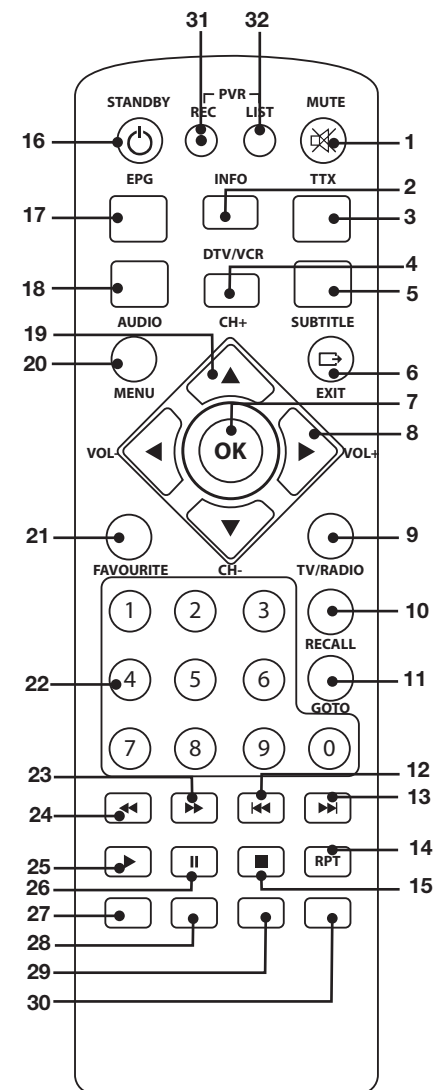 31 32
PVR
STANDBY REC LIST MUTE
16 1
EPG INFO TTX
2
17 3
DTV/VCR
4
18 5
19 AUDIO CH+ SUBTITLE
20 6
MENU EXIT
7
8
VOL- OK VOL+
21 9
FAVOURITE CH- TV/RADIO
1 2 3 10
RECALL
22 4 5 6 11
GOTO
7 8 9 0
23 12
24 13
14
25 RPT
26 15
27
28
29
30